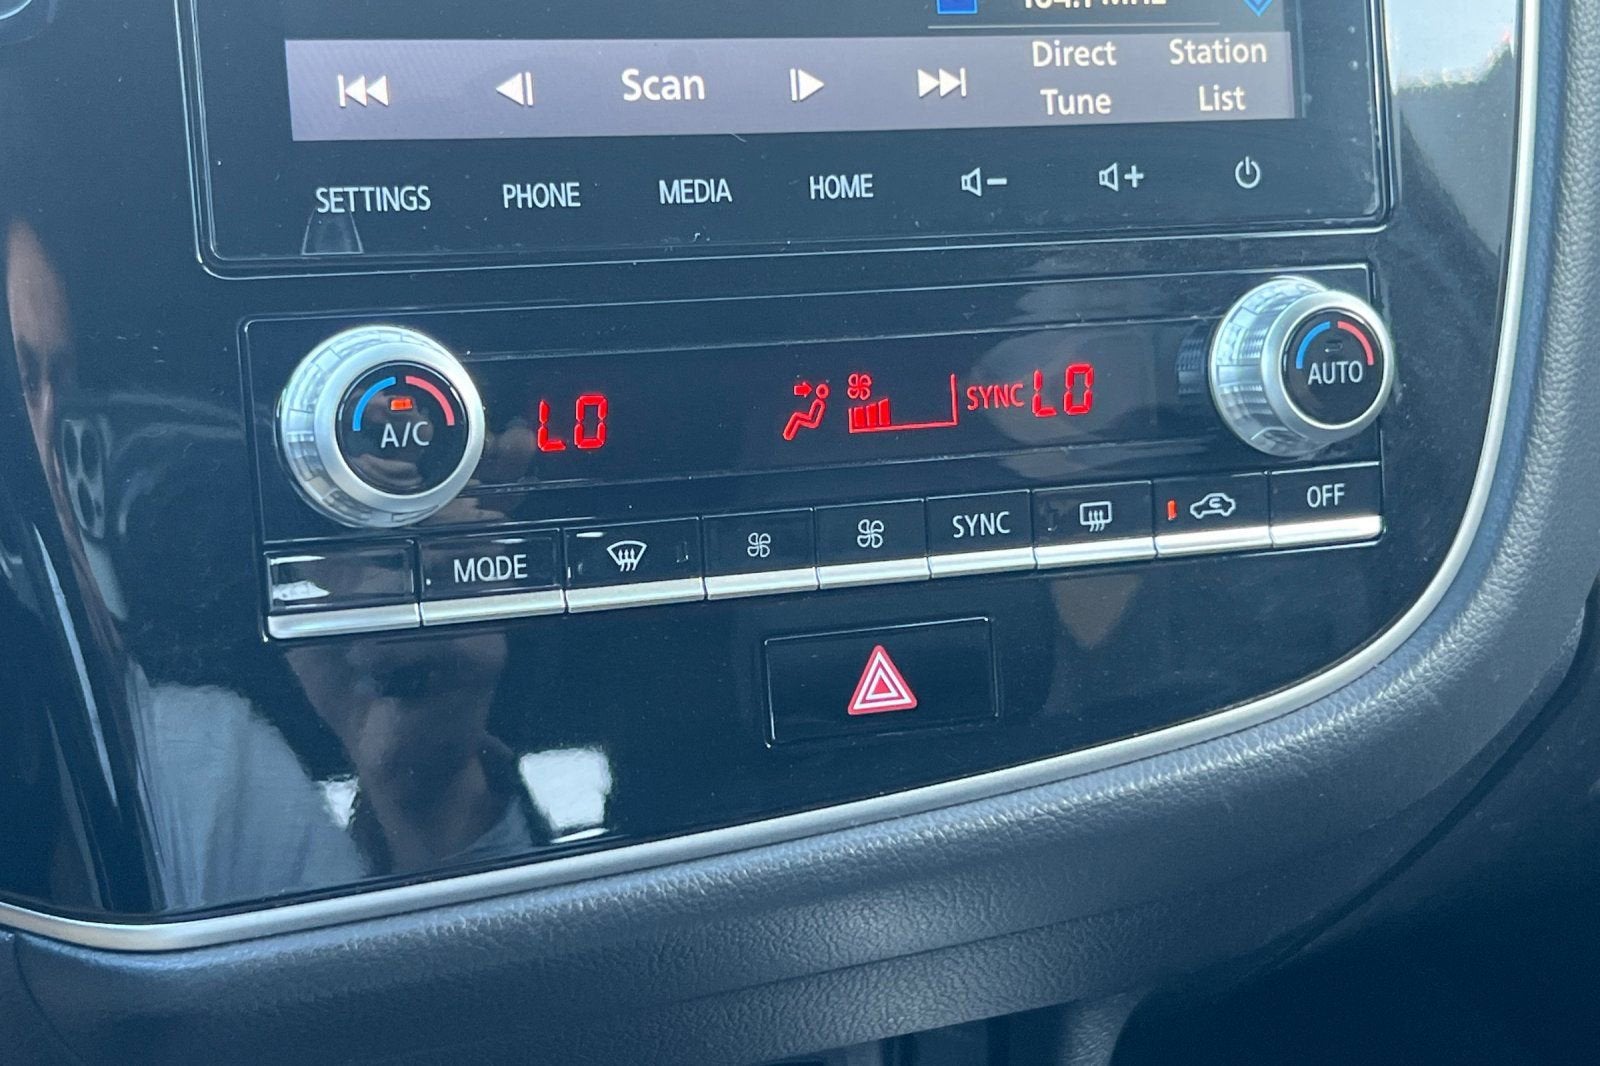 Scan
Direct
Tune
Station
List
SETTINGS PHONE MEDIA HOME
A/C
LO
SYNC LO
AUTO
MODE
SYNC
OFF